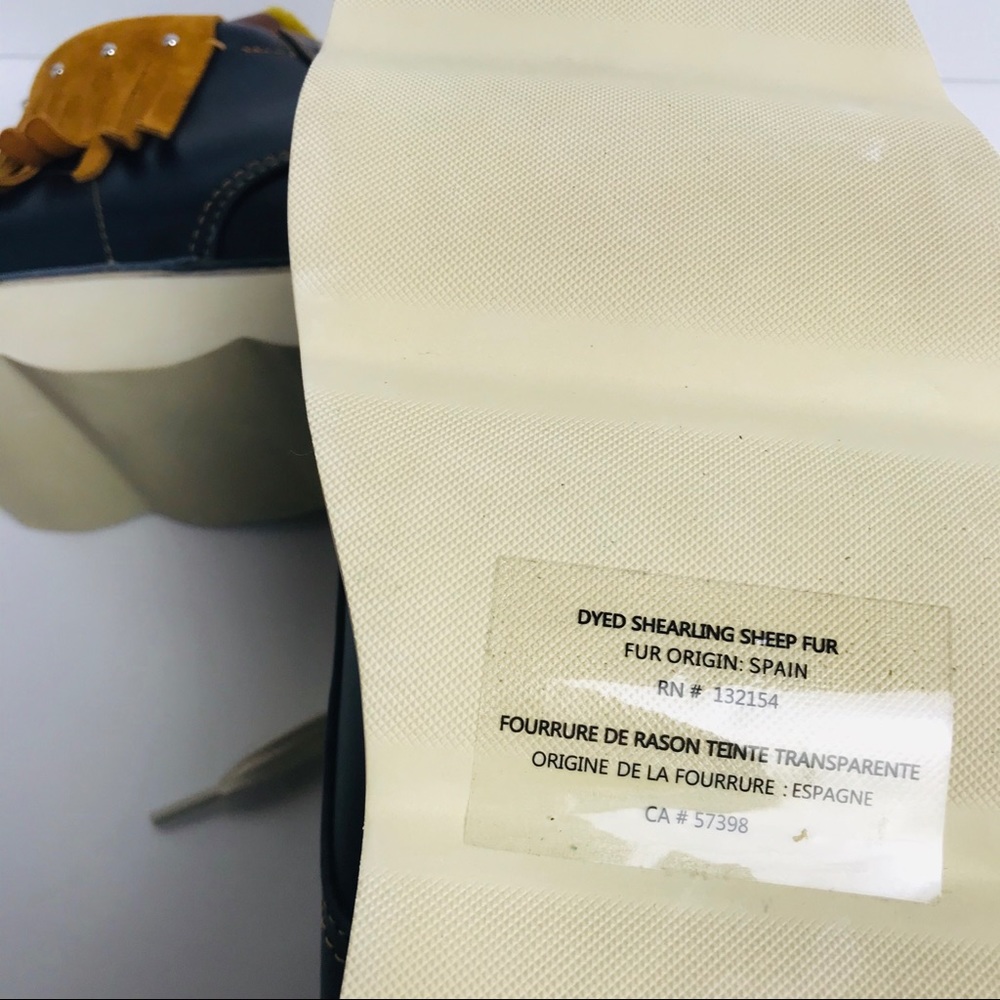 DYED SHEARLING SHEEP FUR
FUR ORIGIN: SPAIN
RN # 132154
FOURRURE DE RASON TEINTE TRANSPARENTE
ORIGINE DE LA FOURRURE : ESPAGNE
CA # 57398